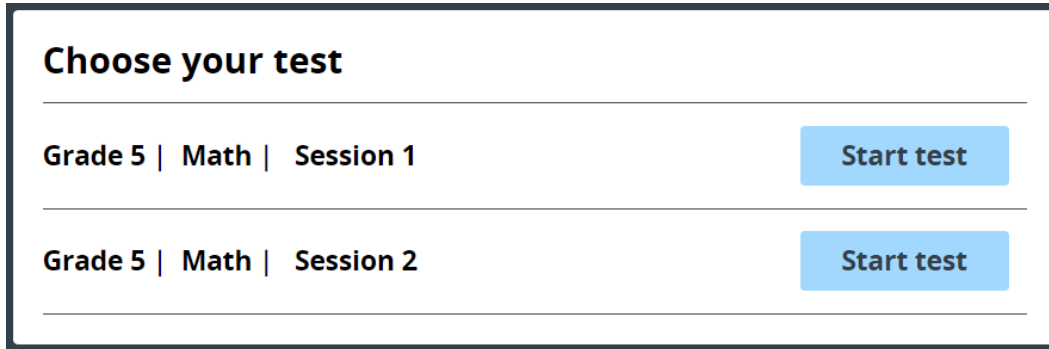 Choose your test
Grade 5 | Math | Session 1 Start test
Grade 5 | Math | Session 2 Start test